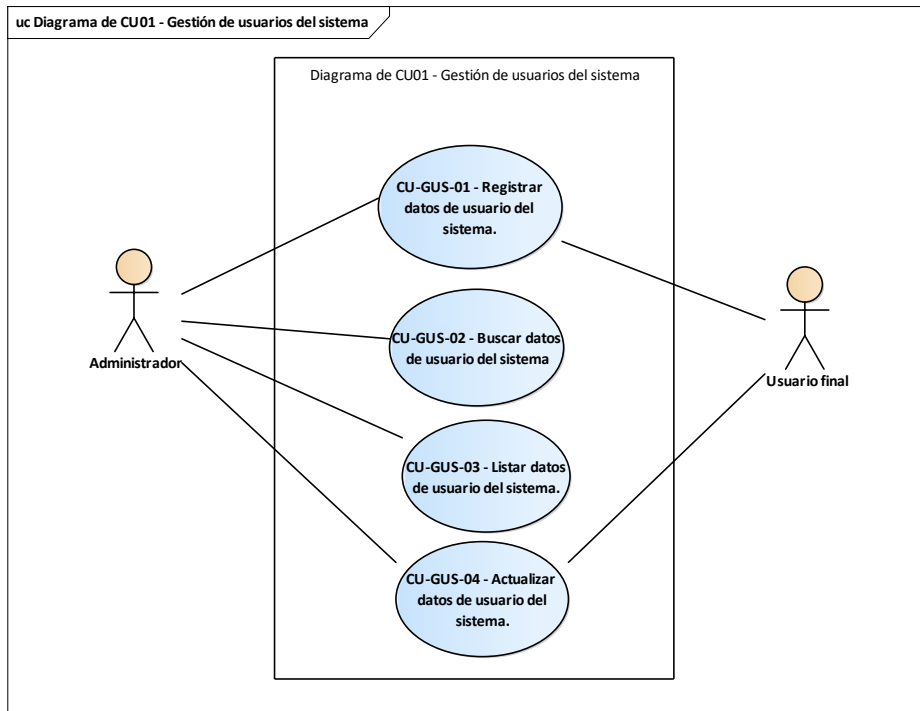 uc Diagrama de CU01 - Gestión de usuarios del sistema
Diagrama de CU01 - Gestión de usuarios del sistema
CU-GUS-01 - Registrar
datos de usuario del
sistema.
Administrador
Usuario final
CU-GUS-02 - Buscar datos
de usuario del sistema
CU-GUS-03 - Listar datos
de usuario del sistema.
CU-GUS-04 - Actualizar
datos de usuario del
sistema.